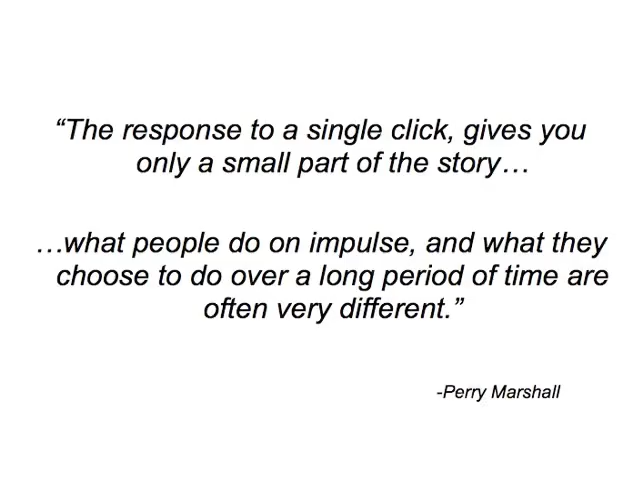 “The response to a single click, gives you
only a small part of the story…
…what people do on impulse, and what they
choose to do over a long period of time are
often very different.”
-Perry Marshall